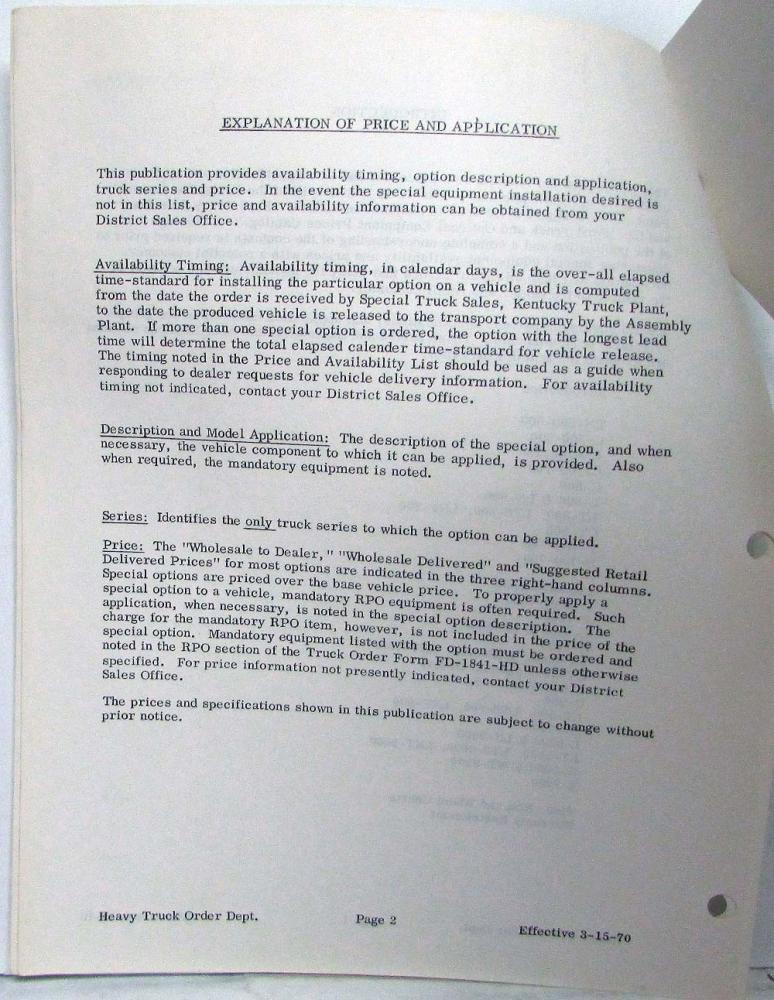 EXPLANATION OF PRICE AND APPLICATION
This publication provides availability timing, option description and application,
truck series and price. In the event the special equipment installation desired is
not in this list, price and availability information can be obtained from your
District Sales Office.
Availability Timing: Availability timing, in calendar days, is the over-all elapsed
time-standard for installing the particular option on a vehicle and is computed
from the date the order is received by Special Truck Sales, Kentucky Truck Plant,
to the date the produced vehicle is released to the transport company by the Assembly
Plant. If more than one special option is ordered, the option with the longest lead
time will determine the total elapsed calender time-standard for vehicle release.
The timing noted in the Price and Availability List should be used as a guide when
responding to dealer requests for vehicle delivery information. For availability
timing not indicated, contact your District Sales Office.
Description and Model Application: The description of the special option, and when
necessary, the vehicle component to which it can be applied, is provided. Also
when required, the mandatory equipment is noted.
Series: Identifies the only truck series to which the option can be applied.
Price: The "Wholesale to Dealer," "Wholesale Delivered" and "Suggested Retail
Delivered Prices" for most options are indicated in the three right-hand columns.
Special options are priced over the base vehicle price. To properly apply a
special option to a vehicle, mandatory RPO equipment is often required. Such
application, when necessary, is noted in the special option description. The
charge for the mandatory RPO item, however, is not included in the price of the
special option. Mandatory equipment listed with the option must be ordered and
noted in the RPO section of the Truck Order Form FD-1841-HD unless otherwise
specified. For price information not presently indicated, contact your District
Sales Office.
The prices and specifications shown in this publication are subject to change without
prior notice.
Heavy Truck Order Dept.
Page 2
Effective 3-15-70